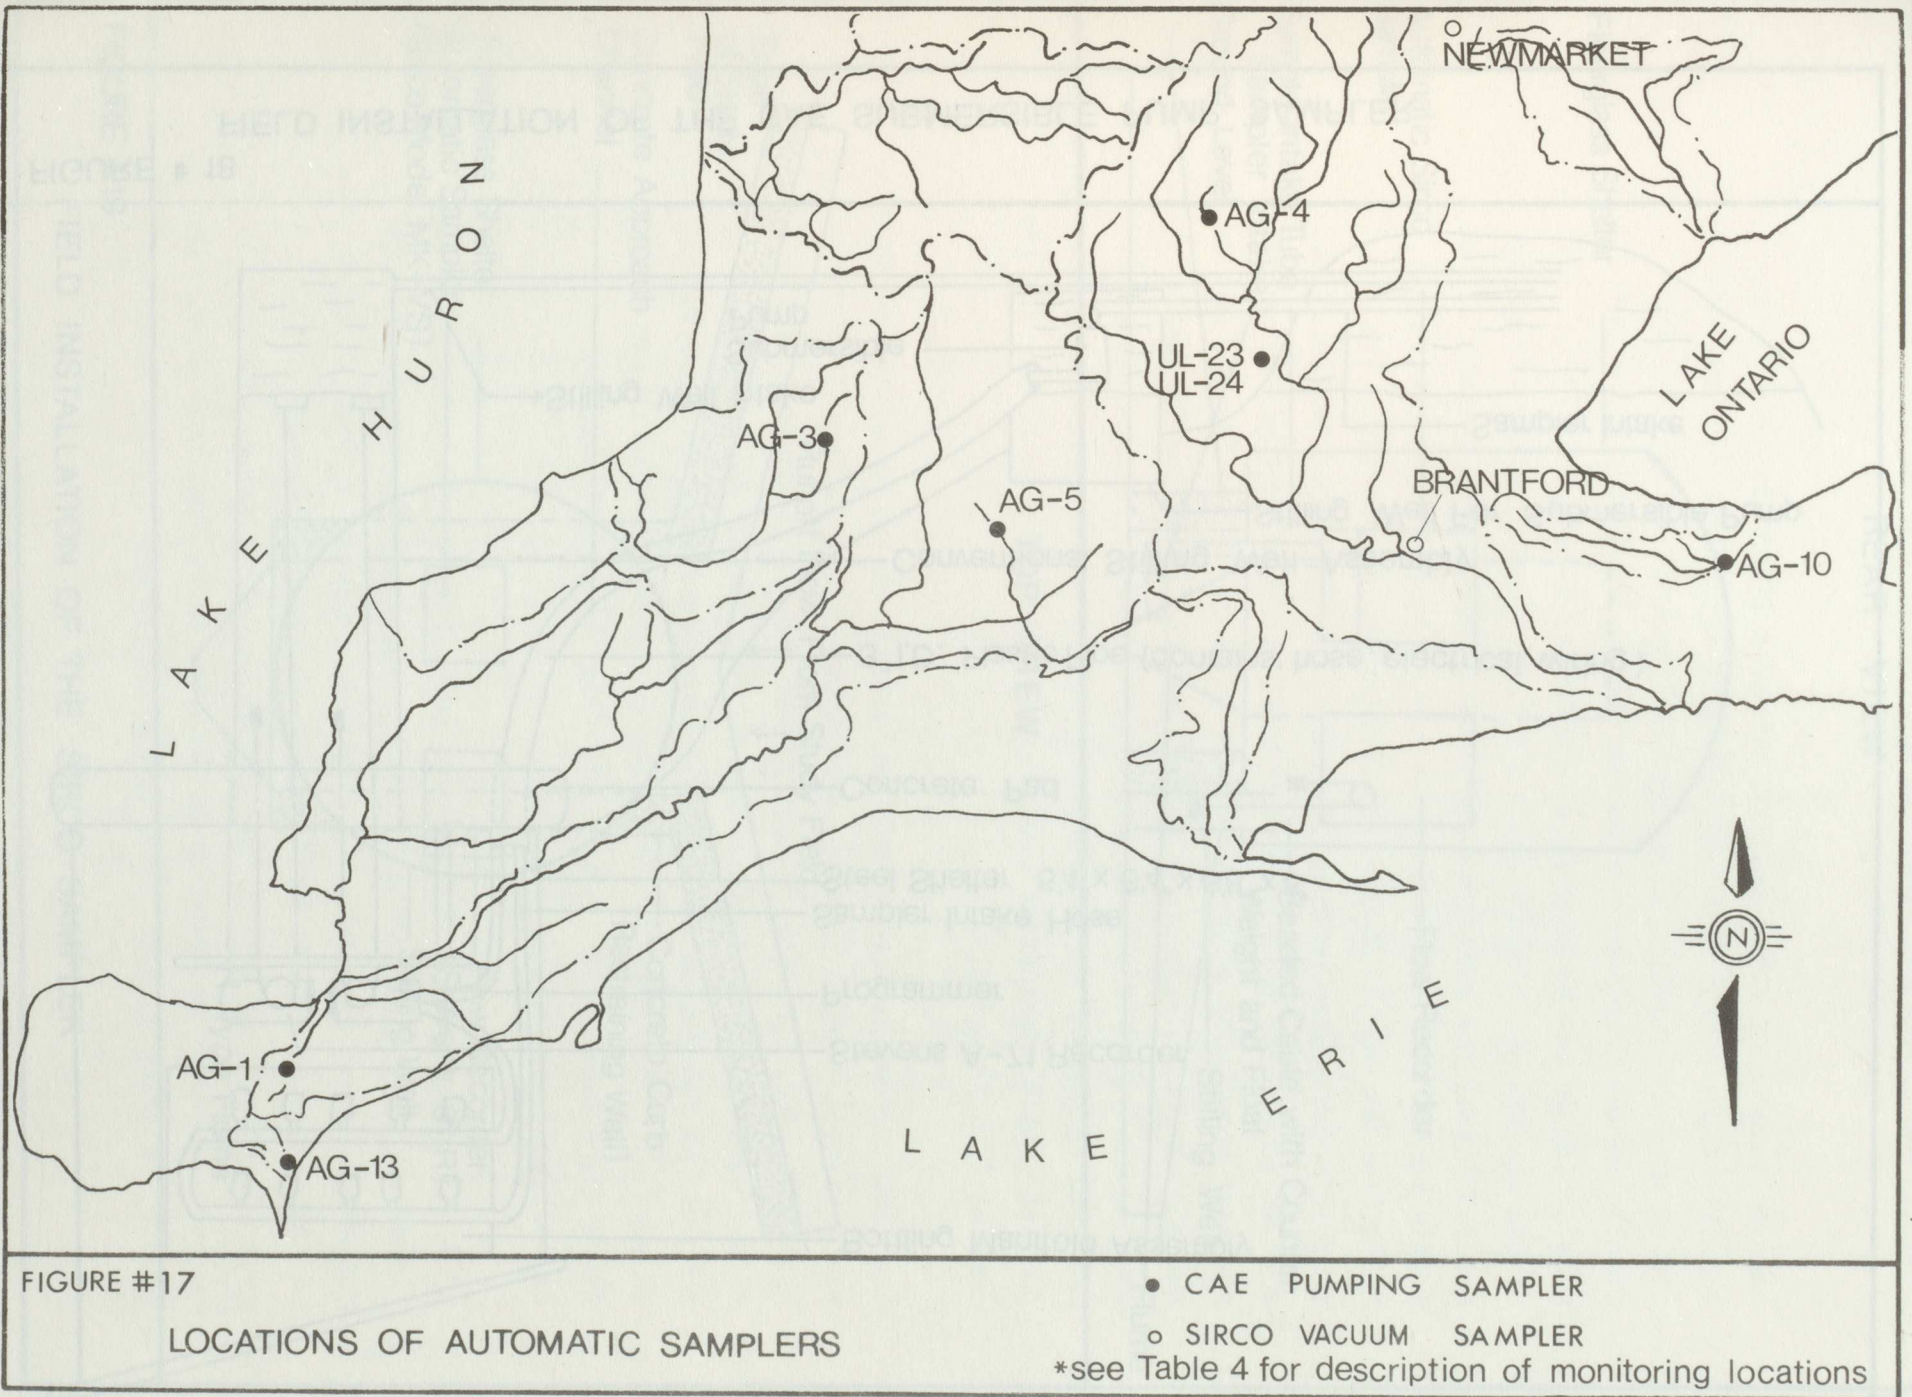 NEWMARKET
LAKE HURON
AG-4
UL-23
UL-24
LAKE
ONTARIO
AG-3
BRANTFORD
AG-5
AG-10
N
LAKE ERIE
AG-1
AG-13
FIGURE #17
LOCATIONS OF AUTOMATIC SAMPLERS
● CAE PUMPING SAMPLER
○ SIRCO VACUUM SAMPLER
*see Table 4 for description of monitoring locations